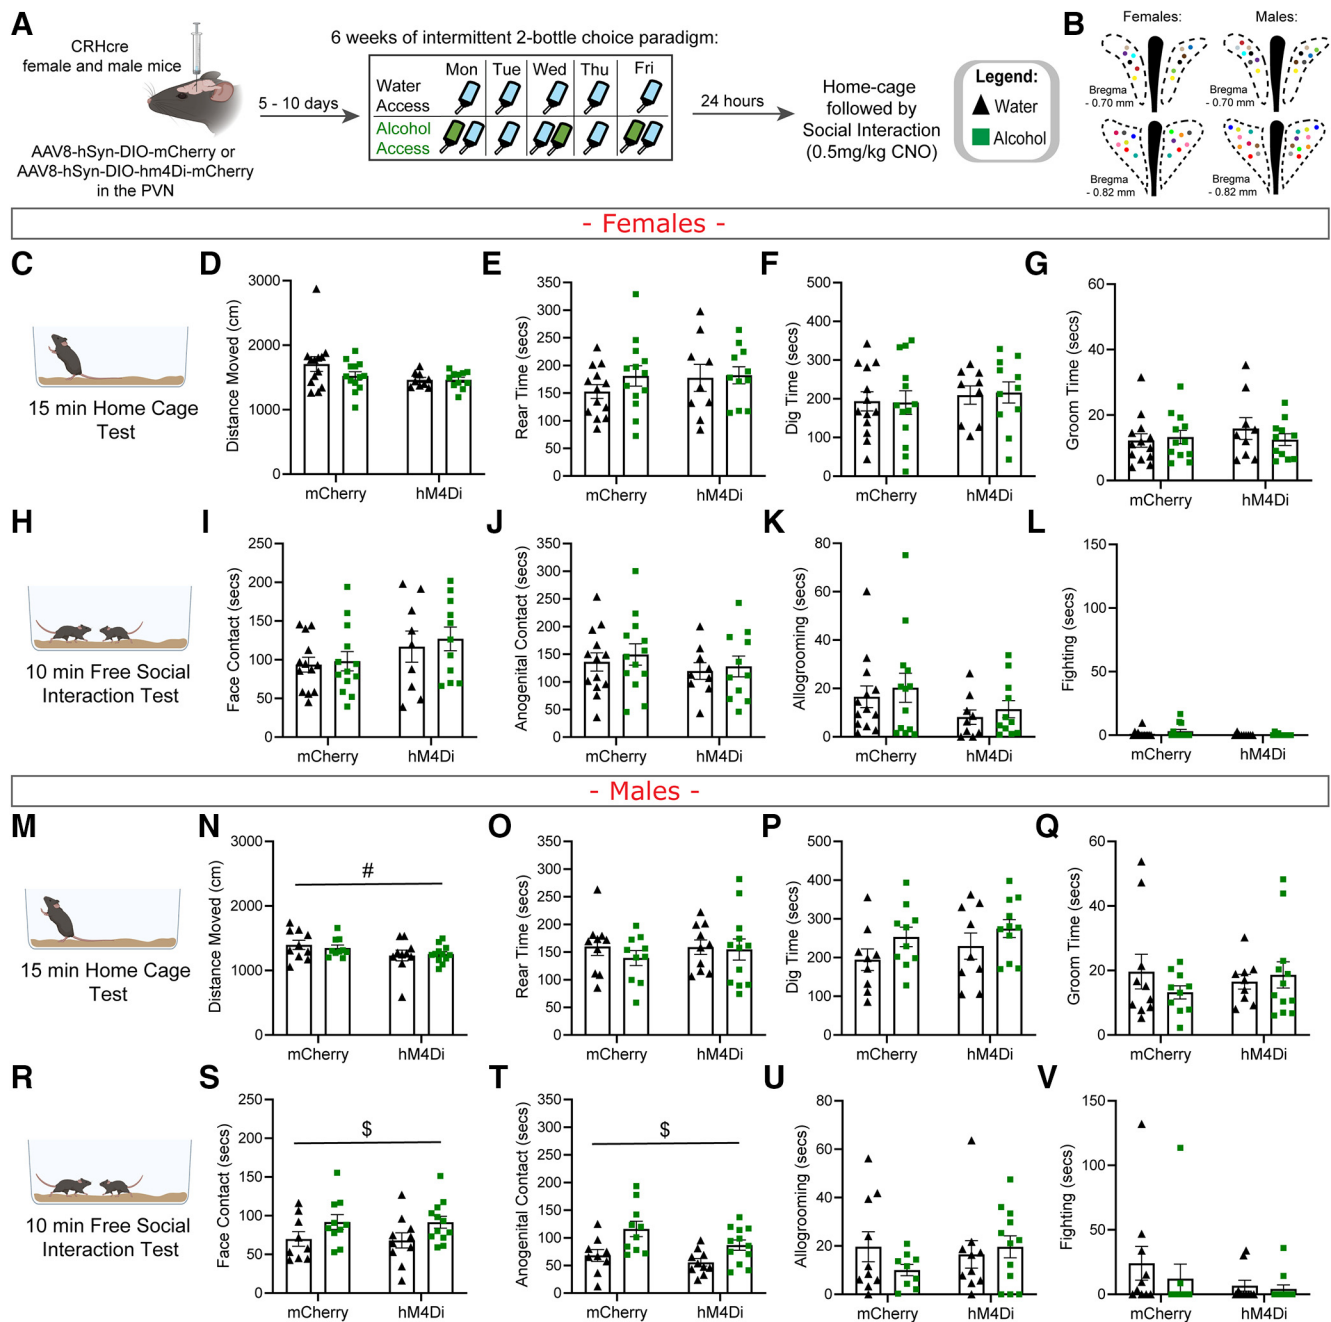 A
CRHcre
female and male mice
AAV8-hSyn-DIO-mCherry or
AAV8-hSyn-DIO-hm4Di-mCherry
in the PVN
5 - 10 days
6 weeks of intermittent 2-bottle choice paradigm:
Mon Tue Wed Thu Fri
Water
Access
Alcohol
Access
24 hours
Home-cage
followed by
Social Interaction
(0.5mg/kg CNO)
Legend:
Water
Alcohol
B
Females: Males:
Bregma
- 0.70 mm
Bregma
- 0.70 mm
Bregma
- 0.82 mm
Bregma
- 0.82 mm
- Females -
C
15 min Home Cage
Test
D
Distance Moved (cm)
3000
2000
1000
0
mCherry hM4Di
E
Rear Time (secs)
350
300
250
200
150
100
50
0
mCherry hM4Di
F
Dig Time (secs)
500
400
300
200
100
0
mCherry hM4Di
G
Groom Time (secs)
60
40
20
0
mCherry hM4Di
H
10 min Free Social
Interaction Test
I
Face Contact (secs)
250
200
150
100
50
0
mCherry hM4Di
J
Anogenital Contact (secs)
350
300
250
200
150
100
50
0
mCherry hM4Di
K
Allogrooming (secs)
80
60
40
20
0
mCherry hM4Di
L
Fighting (secs)
150
100
50
0
mCherry hM4Di
- Males -
M
15 min Home Cage
Test
N
Distance Moved (cm)
3000
2000
1000
0
#
mCherry hM4Di
O
Rear Time (secs)
350
300
250
200
150
100
50
0
mCherry hM4Di
P
Dig Time (secs)
500
400
300
200
100
0
mCherry hM4Di
Q
Groom Time (secs)
60
40
20
0
mCherry hM4Di
R
10 min Free Social
Interaction Test
S
Face Contact (secs)
250
200
150
100
50
0
$
mCherry hM4Di
T
Anogenital Contact (secs)
350
300
250
200
150
100
50
0
$
mCherry hM4Di
U
Allogrooming (secs)
80
60
40
20
0
mCherry hM4Di
V
Fighting (secs)
150
100
50
0
mCherry hM4Di